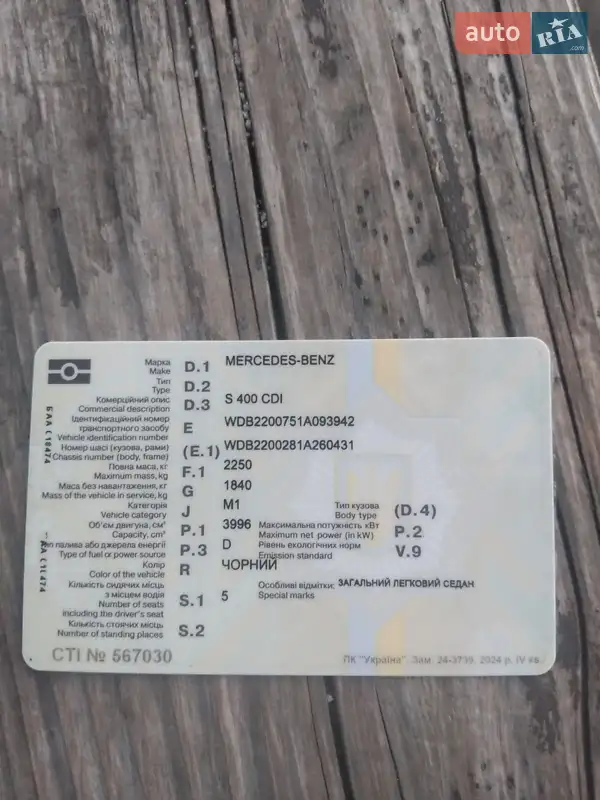 auto RIA .com
Марка D.1 MERCEDES-BENZ
Make
Тип D.2
Type
Комерційний опис D.3 S 400 CDI
Commercial description
Ідентифікаційний номер
транспортного засобу E WDB2200751A093942
Vehicle identification number
Номер шасі (кузова, рами) (E.1) WDB2200281A260431
Chassis number (body, frame)
Повна маса, кг F.1 2250
Maximum mass, kg
Маса без навантаження, кг G 1840
Mass of the vehicle in service, kg
Категорія J M1
Vehicle category
Тип кузова (D.4)
Body type
Об'єм двигуна, см³ P.1 3996
Capacity, cm³
Максимальна потужність кВт P.2
Maximum net power (in kW)
Тип палива або джерела енергії P.3 D
Type of fuel or power source
Рівень екологічних норм V.9
Emission standard
Колір R ЧОРНИЙ
Color of the vehicle
Кількість сидячих місць
з місцем водія S.1 5
Number of seats
including the driver's seat
Особливі відмітки: ЗАГАЛЬНИЙ ЛЕГКОВИЙ СЕДАН
Special marks
Кількість стоячих місць S.2
Number of standing places
CTI № 567030
ПК "Україна". Зам. 24-3739. 2024 р. IV кв.